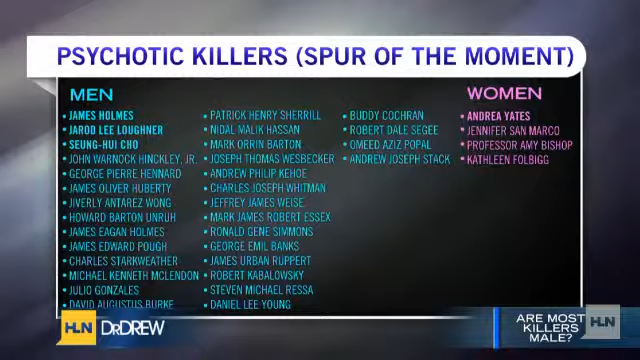 PSYCHOTIC KILLERS (SPUR OF THE MOMENT)
MEN
• JAMES HOLMES
• JAROD LEE LOUGHNER
• SEUNG-HUI CHO
• JOHN WARNOCK HINCKLEY, JR.
• GEORGE PIERRE HENNARD
• JAMES OLIVER HUBERTY
• JIVERLY ANTAREZ WONG
• HOWARD BARTON UNRUH
• JAMES EAGAN HOLMES
• JAMES EDWARD POUGH
• CHARLES STARKWEATHER
• MICHAEL KENNETH MCLENDON
• JULIO GONZALES
• DAVID AUGUSTUS BURKE
• PATRICK HENRY SHERRILL
• NIDAL MALIK HASSAN
• MARK ORRIN BARTON
• JOSEPH THOMAS WESBECKER
• ANDREW PHILIP KEHOE
• CHARLES JOSEPH WHITMAN
• JEFFREY JAMES WEISE
• MARK JAMES ROBERT ESSEX
• RONALD GENE SIMMONS
• GEORGE EMIL BANKS
• JAMES URBAN RUPPERT
• ROBERT KABALOWSKY
• STEVEN MICHAEL RESSA
• DANIEL LEE YOUNG
• BUDDY COCHRAN
• ROBERT DALE SEGEE
• OMEED AZIZ POPAL
• ANDREW JOSEPH STACK
WOMEN
• ANDREA YATES
• JENNIFER SAN MARCO
• PROFESSOR AMY BISHOP
• KATHLEEN FOLBIGG
HLN DR.DREW
ARE MOST
KILLERS
MALE?
HLN